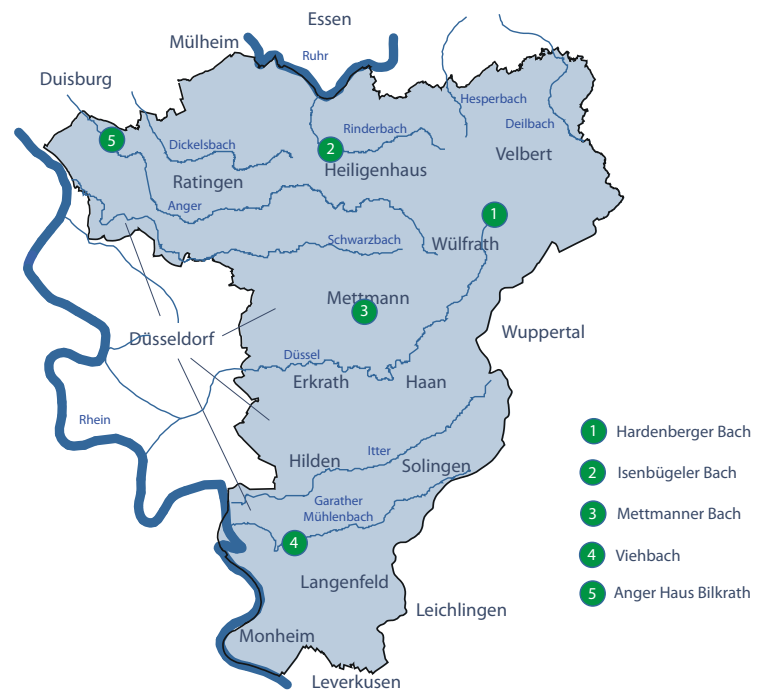 Essen
Mülheim
Ruhr
Duisburg
Hesperbach
Deilbach
Rinderbach
5
Dickelsbach
2
Heiligenhaus
Velbert
Ratingen
Anger
1
Schwarzbach
Wülfrath
Mettmann
3
Düsseldorf
Wuppertal
Düssel
Erkrath
Haan
Rhein
Itter
Hilden
Solingen
Garather
Mühlenbach
4
Langenfeld
Leichlingen
Monheim
Leverkusen
1 Hardenberger Bach
2 Isenbügeler Bach
3 Mettmanner Bach
4 Viehbach
5 Anger Haus Bilkrath